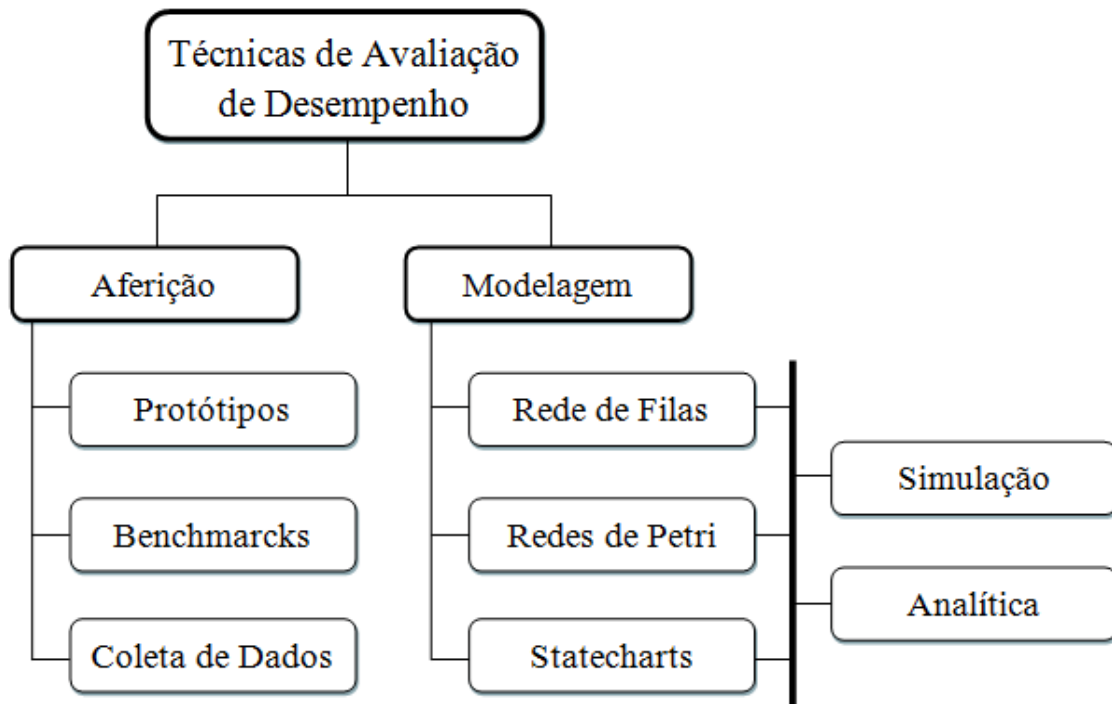 Técnicas de Avaliação
de Desempenho
Aferição
Modelagem
Protótipos
Rede de Filas
Simulação
Benchmarcks
Redes de Petri
Analítica
Coleta de Dados
Statecharts